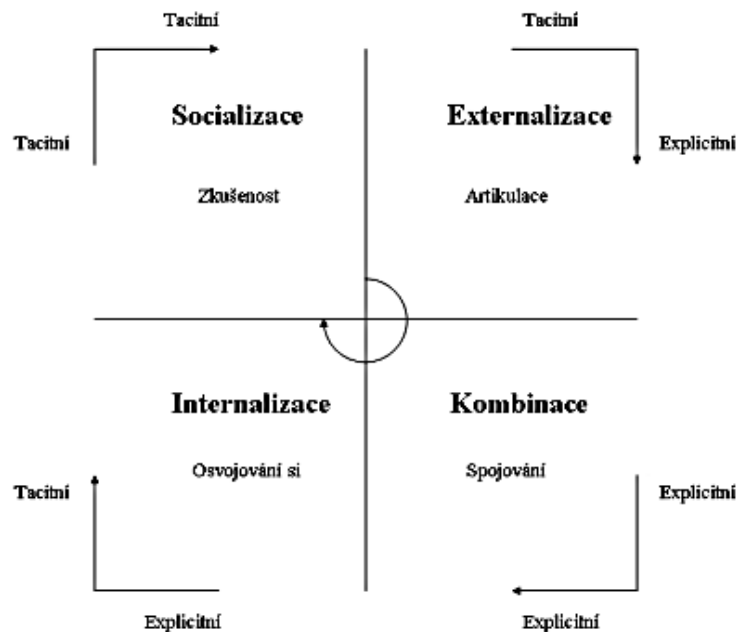 Tacitní
Tacitní
Socializace
Externalizace
Tacitní
Explicitní
Zkušenost
Artikulace
Internalizace
Kombinace
Osvojování si
Spojování
Tacitní
Explicitní
Explicitní
Explicitní